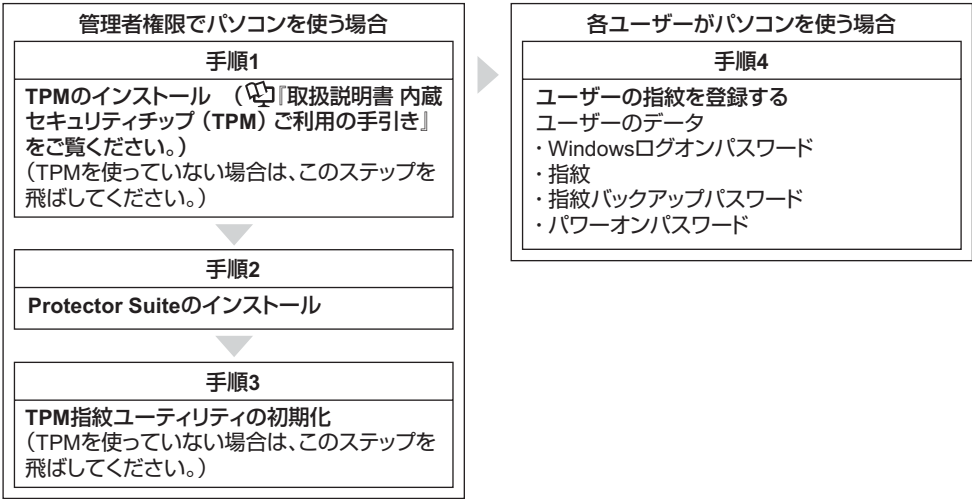 管理者権限でパソコンを使う場合
手順1
TPMのインストール （『取扱説明書 内蔵
セキュリティチップ（TPM）ご利用の手引き』
をご覧ください。）
（TPMを使っていない場合は、このステップを
飛ばしてください。）
手順2
Protector Suiteのインストール
手順3
TPM指紋ユーティリティの初期化
（TPMを使っていない場合は、このステップを
飛ばしてください。）
各ユーザーがパソコンを使う場合
手順4
ユーザーの指紋を登録する
ユーザーのデータ
・Windowsログオンパスワード
・指紋
・指紋バックアップパスワード
・パワーオンパスワード